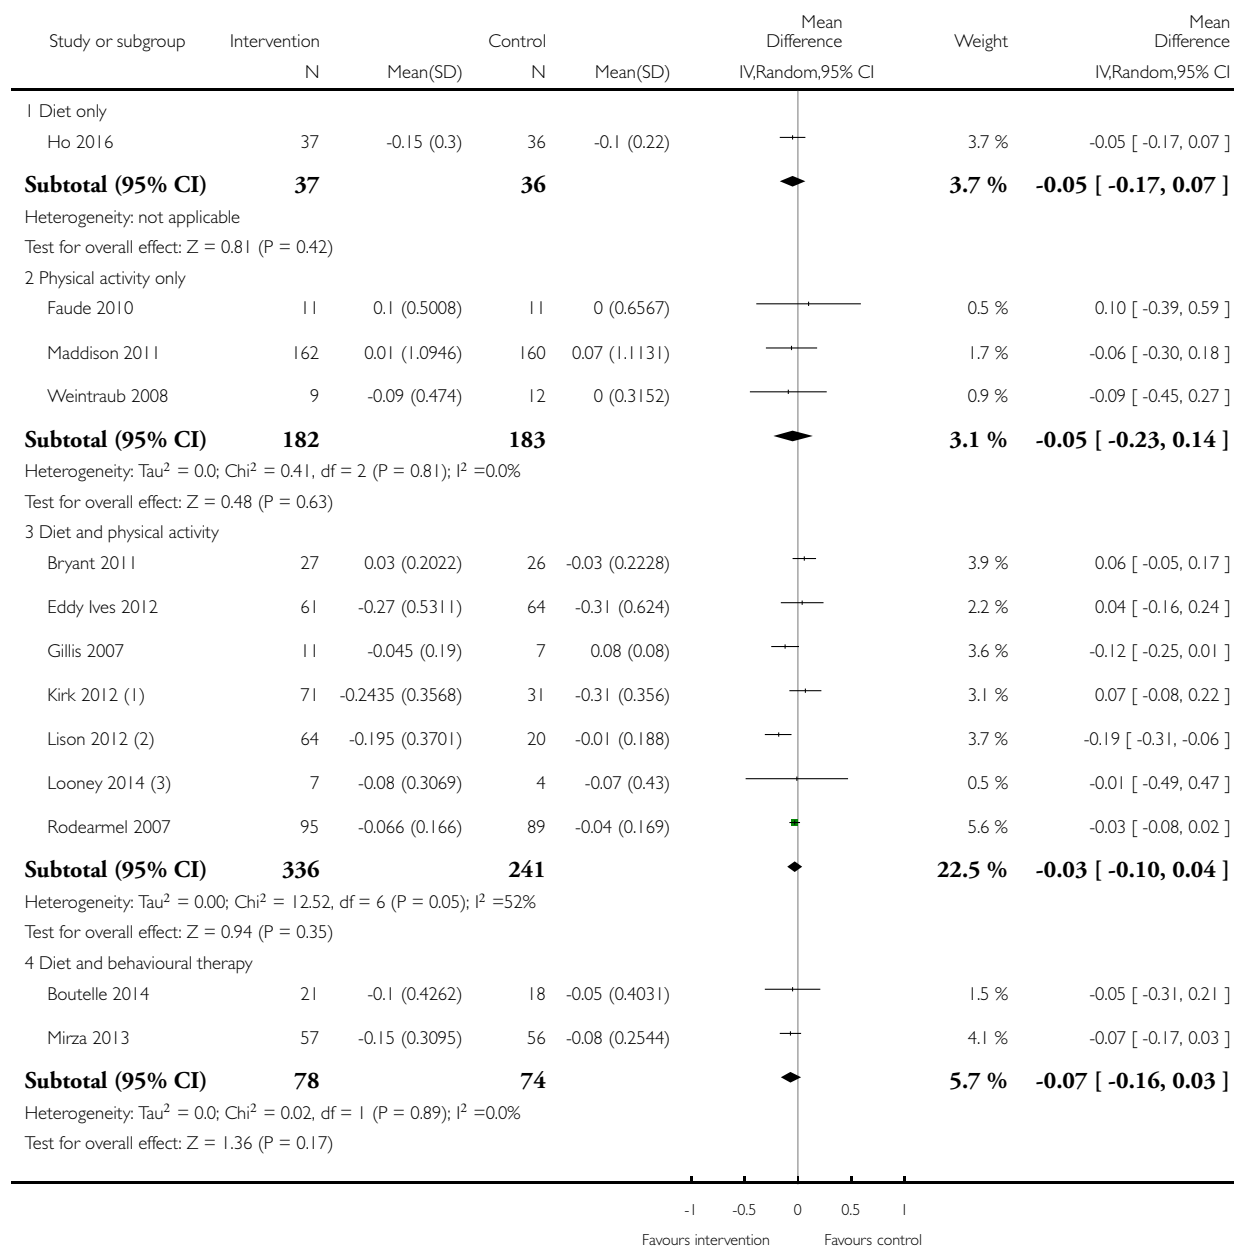 Mean Mean
Study or subgroup Intervention Control Difference Weight Difference
N Mean(SD) N Mean(SD) IV,Random,95% CI IV,Random,95% CI
1 Diet only
Ho 2016 37 -0.15 (0.3) 36 -0.1 (0.22) 3.7 % -0.05 [ -0.17, 0.07 ]
Subtotal (95% CI) 37 36 3.7 % -0.05 [ -0.17, 0.07 ]
Heterogeneity: not applicable
Test for overall effect: Z = 0.81 (P = 0.42)
2 Physical activity only
Faude 2010 11 0.1 (0.5008) 11 0 (0.6567) 0.5 % 0.10 [ -0.39, 0.59 ]
Maddison 2011 162 0.01 (1.0946) 160 0.07 (1.1131) 1.7 % -0.06 [ -0.30, 0.18 ]
Weintraub 2008 9 -0.09 (0.474) 12 0 (0.3152) 0.9 % -0.09 [ -0.45, 0.27 ]
Subtotal (95% CI) 182 183 3.1 % -0.05 [ -0.23, 0.14 ]
Heterogeneity: Tau² = 0.0; Chi² = 0.41, df = 2 (P = 0.81); I² =0.0%
Test for overall effect: Z = 0.48 (P = 0.63)
3 Diet and physical activity
Bryant 2011 27 0.03 (0.2022) 26 -0.03 (0.2228) 3.9 % 0.06 [ -0.05, 0.17 ]
Eddy Ives 2012 61 -0.27 (0.5311) 64 -0.31 (0.624) 2.2 % 0.04 [ -0.16, 0.24 ]
Gillis 2007 11 -0.045 (0.19) 7 0.08 (0.08) 3.6 % -0.12 [ -0.25, 0.01 ]
Kirk 2012 (1) 71 -0.2435 (0.3568) 31 -0.31 (0.356) 3.1 % 0.07 [ -0.08, 0.22 ]
Lison 2012 (2) 64 -0.195 (0.3701) 20 -0.01 (0.188) 3.7 % -0.19 [ -0.31, -0.06 ]
Looney 2014 (3) 7 -0.08 (0.3069) 4 -0.07 (0.43) 0.5 % -0.01 [ -0.49, 0.47 ]
Rodearmel 2007 95 -0.066 (0.166) 89 -0.04 (0.169) 5.6 % -0.03 [ -0.08, 0.02 ]
Subtotal (95% CI) 336 241 22.5 % -0.03 [ -0.10, 0.04 ]
Heterogeneity: Tau² = 0.00; Chi² = 12.52, df = 6 (P = 0.05); I² =52%
Test for overall effect: Z = 0.94 (P = 0.35)
4 Diet and behavioural therapy
Boutelle 2014 21 -0.1 (0.4262) 18 -0.05 (0.4031) 1.5 % -0.05 [ -0.31, 0.21 ]
Mirza 2013 57 -0.15 (0.3095) 56 -0.08 (0.2544) 4.1 % -0.07 [ -0.17, 0.03 ]
Subtotal (95% CI) 78 74 5.7 % -0.07 [ -0.16, 0.03 ]
Heterogeneity: Tau² = 0.0; Chi² = 0.02, df = 1 (P = 0.89); I² =0.0%
Test for overall effect: Z = 1.36 (P = 0.17)
-1 -0.5 0 0.5 1
Favours intervention Favours control